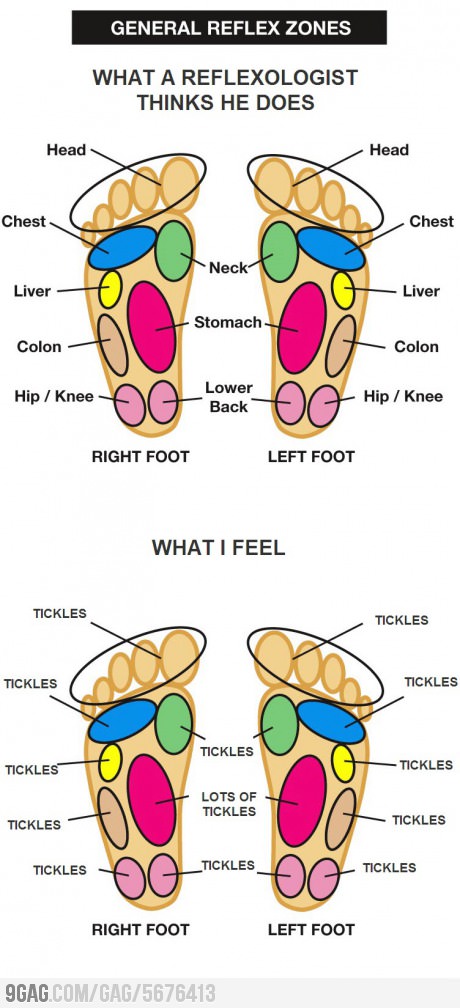 GENERAL REFLEX ZONES
WHAT A REFLEXOLOGIST
THINKS HE DOES
Head
Head
Chest
Chest
Neck
Liver
Liver
Stomach
Colon
Colon
Hip / Knee
Lower
Back
Hip / Knee
RIGHT FOOT
LEFT FOOT
WHAT I FEEL
TICKLES
TICKLES
TICKLES
TICKLES
TICKLES
TICKLES
TICKLES
LOTS OF
TICKLES
TICKLES
TICKLES
TICKLES
TICKLES
TICKLES
RIGHT FOOT
LEFT FOOT
9GAG.COM/GAG/5676413